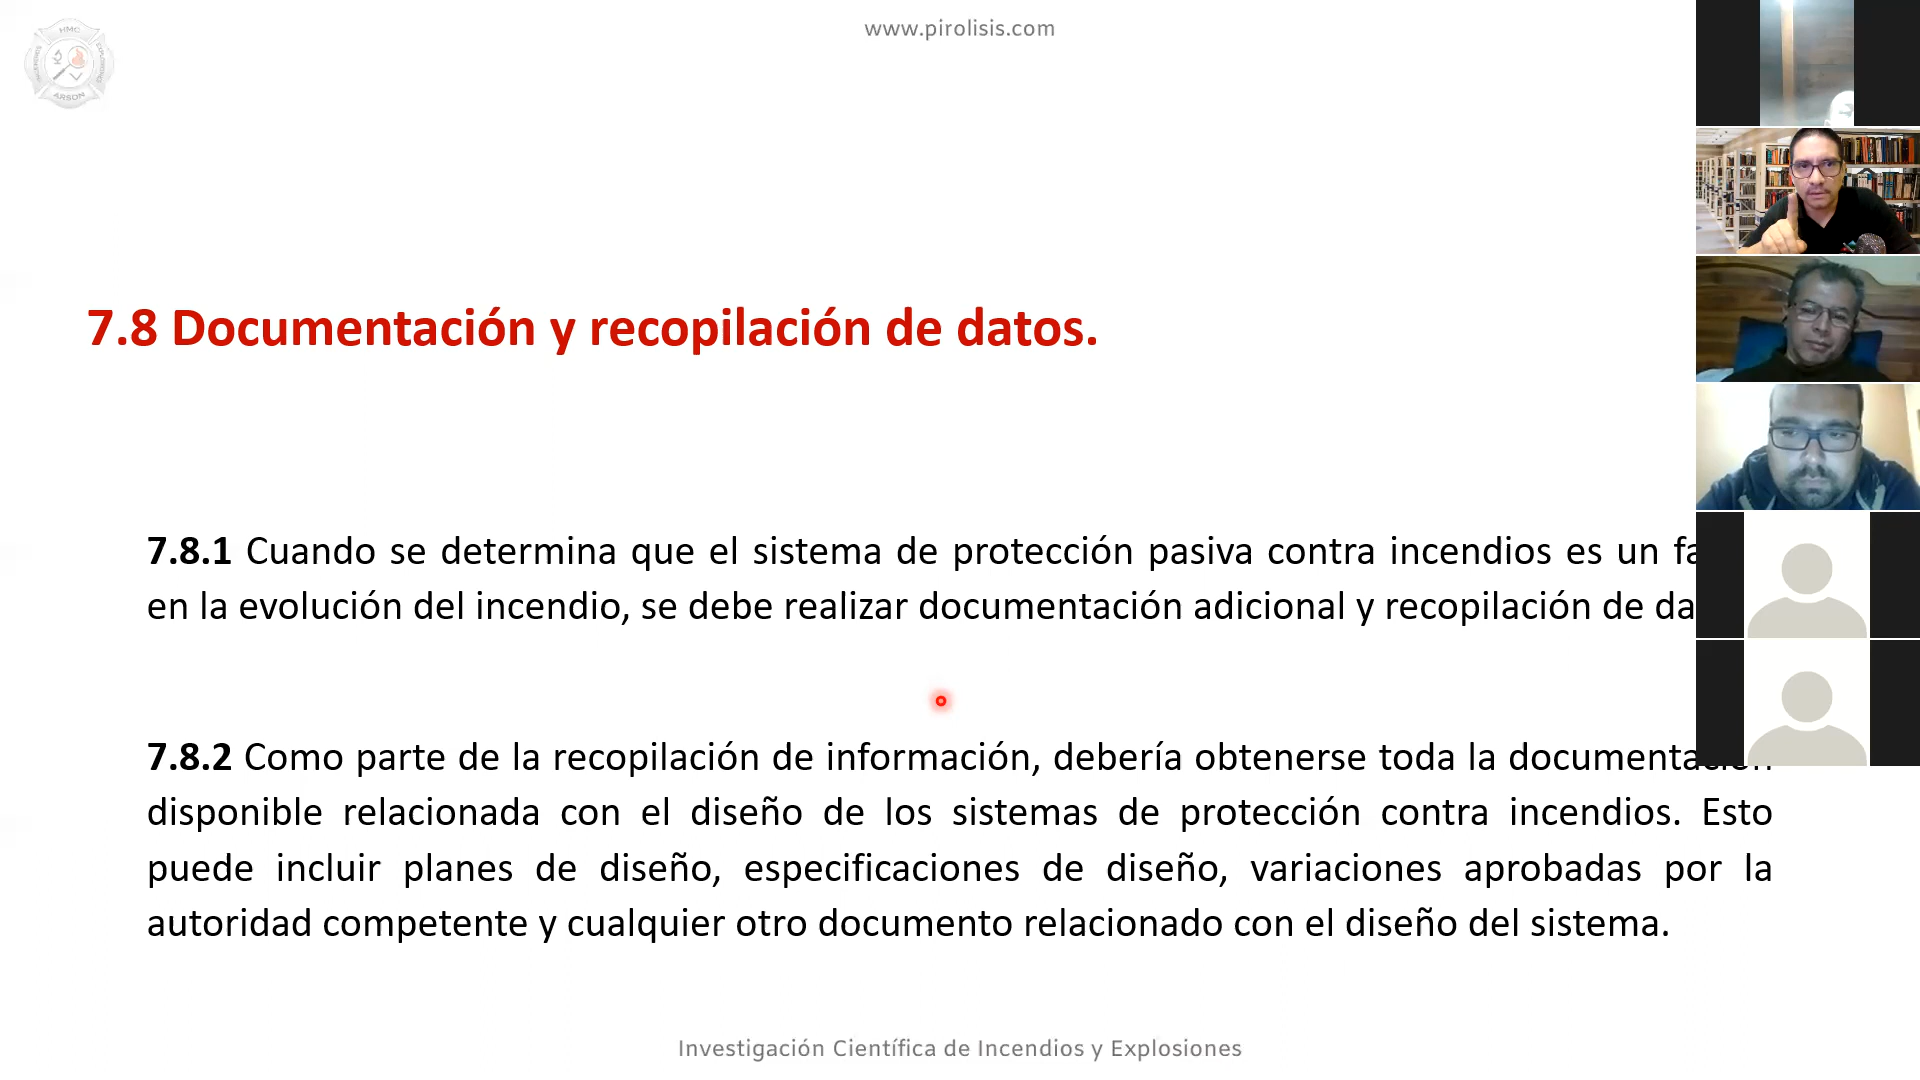 www.pirolisis.com
HMC
ARSON
7.8 Documentación y recopilación de datos.
7.8.1 Cuando se determina que el sistema de protección pasiva contra incendios es un
en la evolución del incendio, se debe realizar documentación adicional y recopilación de
7.8.2 Como parte de la recopilación de información, debería obtenerse toda la documentación
disponible relacionada con el diseño de los sistemas de protección contra incendios. Esto
puede incluir planes de diseño, especificaciones de diseño, variaciones aprobadas por la
autoridad competente y cualquier otro documento relacionado con el diseño del sistema.
Investigación Científica de Incendios y Explosiones